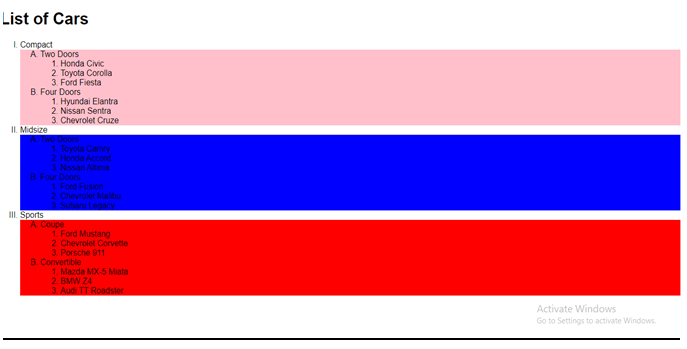 List of Cars
I. Compact
A. Two Doors
1. Honda Civic
2. Toyota Corolla
3. Ford Fiesta
B. Four Doors
1. Hyundai Elantra
2. Nissan Sentra
3. Chevrolet Cruze
II. Midsize
A. Two Doors
1. Toyota Camry
2. Honda Accord
3. Nissan Altima
B. Four Doors
1. Ford Fusion
2. Chevrolet Malibu
3. Subaru Legacy
III. Sports
A. Coupe
1. Ford Mustang
2. Chevrolet Corvette
3. Porsche 911
B. Convertible
1. Mazda MX-5 Miata
2. BMW Z4
3. Audi TT Roadster
Activate Windows
Go to Settings to activate Windows.